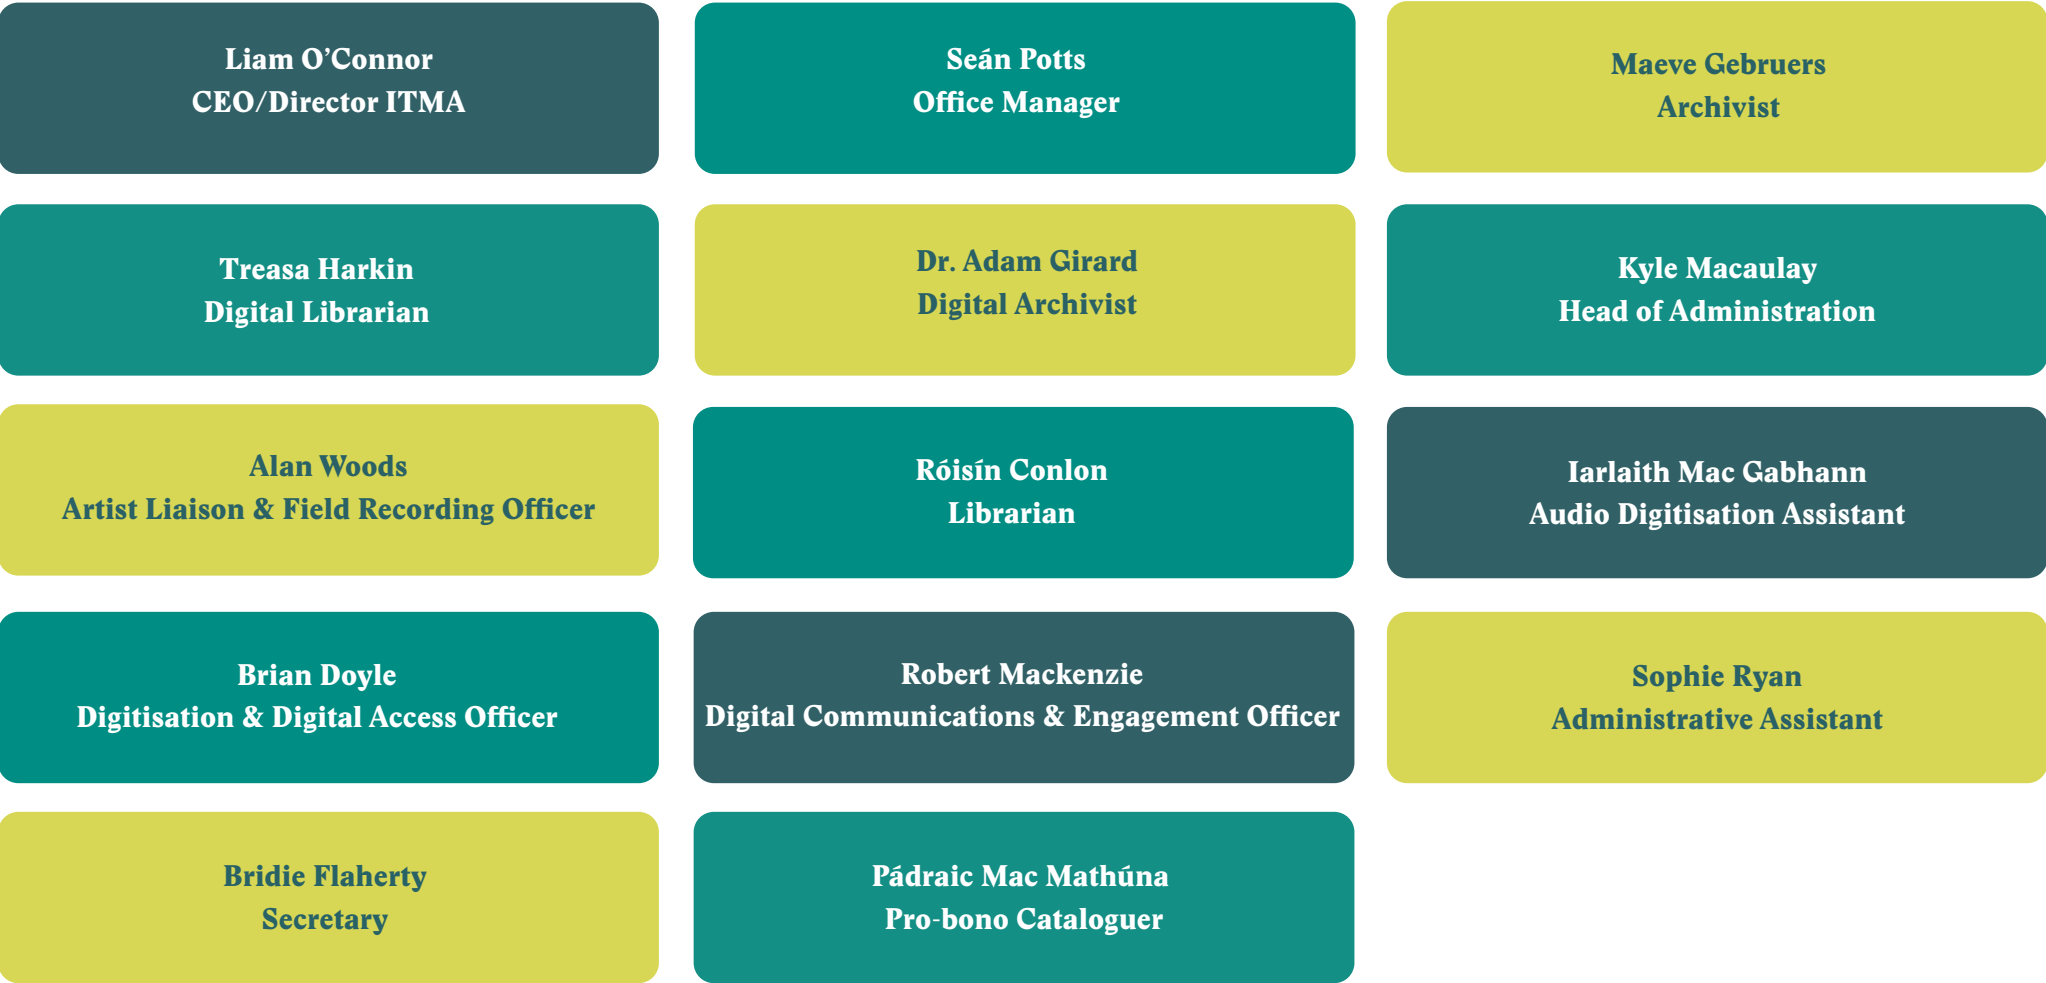 Liam O’Connor
CEO/Director ITMA
Seán Potts
Office Manager
Maeve Gebruers
Archivist
Treasa Harkin
Digital Librarian
Dr. Adam Girard
Digital Archivist
Kyle Macaulay
Head of Administration
Alan Woods
Artist Liaison & Field Recording Officer
Róisín Conlon
Librarian
Iarlaith Mac Gabhann
Audio Digitisation Assistant
Brian Doyle
Digitisation & Digital Access Officer
Robert Mackenzie
Digital Communications & Engagement Officer
Sophie Ryan
Administrative Assistant
Bridie Flaherty
Secretary
Pádraic Mac Mathúna
Pro-bono Cataloguer